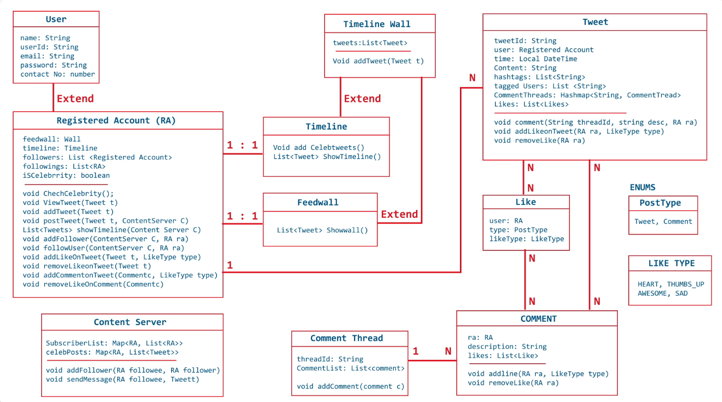 User
name: String
userId: String
email: String
password: String
contact No: number
Extend
Registered Account (RA)
feedwall: Wall
timeline: Timeline
followers: List <Registered Account>
followings: List<RA>
iSCelebrrity: boolean
void ChechCelebrity();
void ViewTweet(Tweet t)
void addTweet(Tweet t)
void postTweet(Tweet t, ContentServer C)
List<Tweets> showTimeline(Content Server C)
void addFollower(ContentServer C, RA ra)
void followUser(ContentServer C, RA ra)
void addLikeOnTweet(Tweet t, LikeType type)
void removeLikeonTweet(Tweet t)
void addCommentonTweet(Commentc, LikeType type)
void removeLikeOnComment(Commentc)
Content Server
SubscriberList: Map<RA, List<RA>>
celebPosts: Map<RA, List<Tweet>>
void addFollower(RA followee, RA follower)
void sendMessage(RA followee, Tweett)
Timeline Wall
tweets:List<Tweet>
Void addTweet(Tweet t)
Extend
Timeline
1 : 1
Void add Celebtweets()
List<Tweet> ShowTimeline()
Feedwall
1 : 1
Extend
List<Tweet> Showwall()
1
N
Tweet
tweetId: String
user: Registered Account
time: Local DateTime
Content: String
hashtags: List<String>
tagged Users: List <String>
CommentThreads: Hashmap<String, CommentTread>
Likes: List<Likes>
void comment(String threadId, string desc, RA ra)
void addLikeonTweet(RA ra, LikeType type)
void removeLike(RA ra)
N
N
N
Like
user: RA
type: PostType
likeType: LikeType
N
N
N
ENUMS
PostType
Tweet, Comment
LIKE TYPE
HEART, THUMBS_UP
AWESOME, SAD
Comment Thread
threadId: String
CommentList: List<comment>
void addComment(comment c)
1
N
COMMENT
ra: RA
description: String
likes: List<Like>
void addline(RA ra, LikeType type)
void removeLike(RA ra)